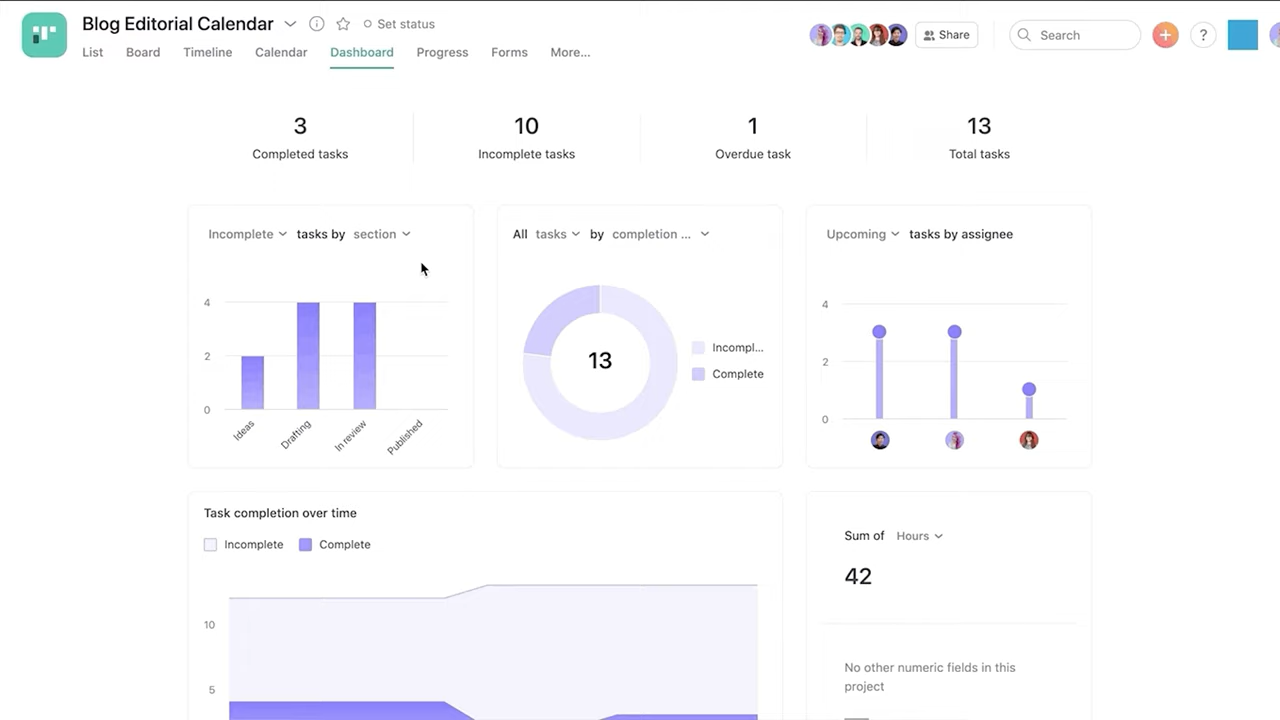 Blog Editorial Calendar
Set status
List Board Timeline Calendar Dashboard Progress Forms More...
Share
Search
?
3
Completed tasks
10
Incomplete tasks
1
Overdue task
13
Total tasks
Incomplete tasks by section
4
2
0
Ideas
Drafting
In review
Published
All tasks by completion ...
13
Incompl...
Complete
Upcoming tasks by assignee
4
2
0
Task completion over time
Incomplete Complete
10
5
Sum of Hours
42
No other numeric fields in this
project